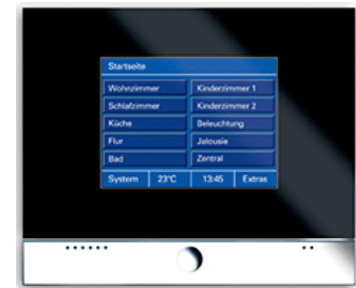 Startseite
Wohnzimmer Kinderzimmer 1
Schlafzimmer Kinderzimmer 2
Küche Beleuchtung
Flur Jalousie
Bad Zentral
System 23°C 13:45 Extras